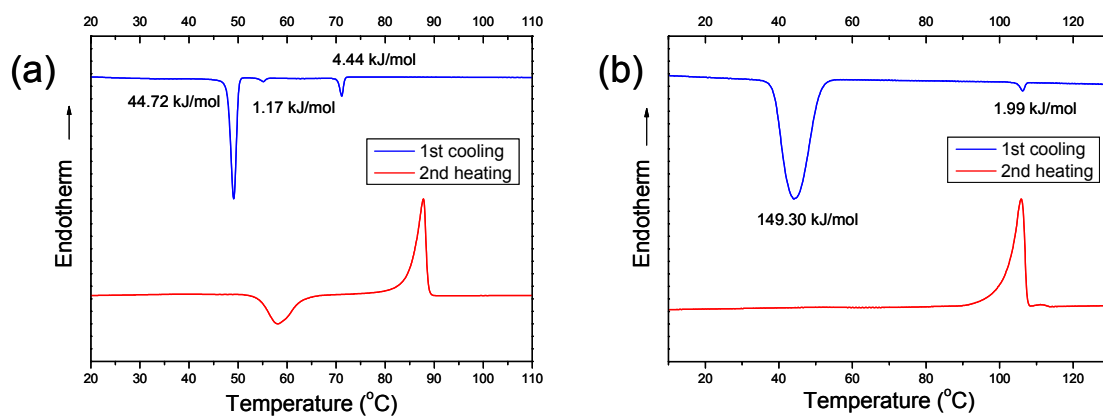 20 30 40 50 60 70 80 90 100 110
(a)
4.44 kJ/mol
44.72 kJ/mol
1.17 kJ/mol
1st cooling
2nd heating
Endotherm →
20 30 40 50 60 70 80 90 100 110
Temperature (°C)
20 40 60 80 100 120
(b)
1.99 kJ/mol
1st cooling
2nd heating
149.30 kJ/mol
Endotherm →
20 40 60 80 100 120
Temperature (°C)